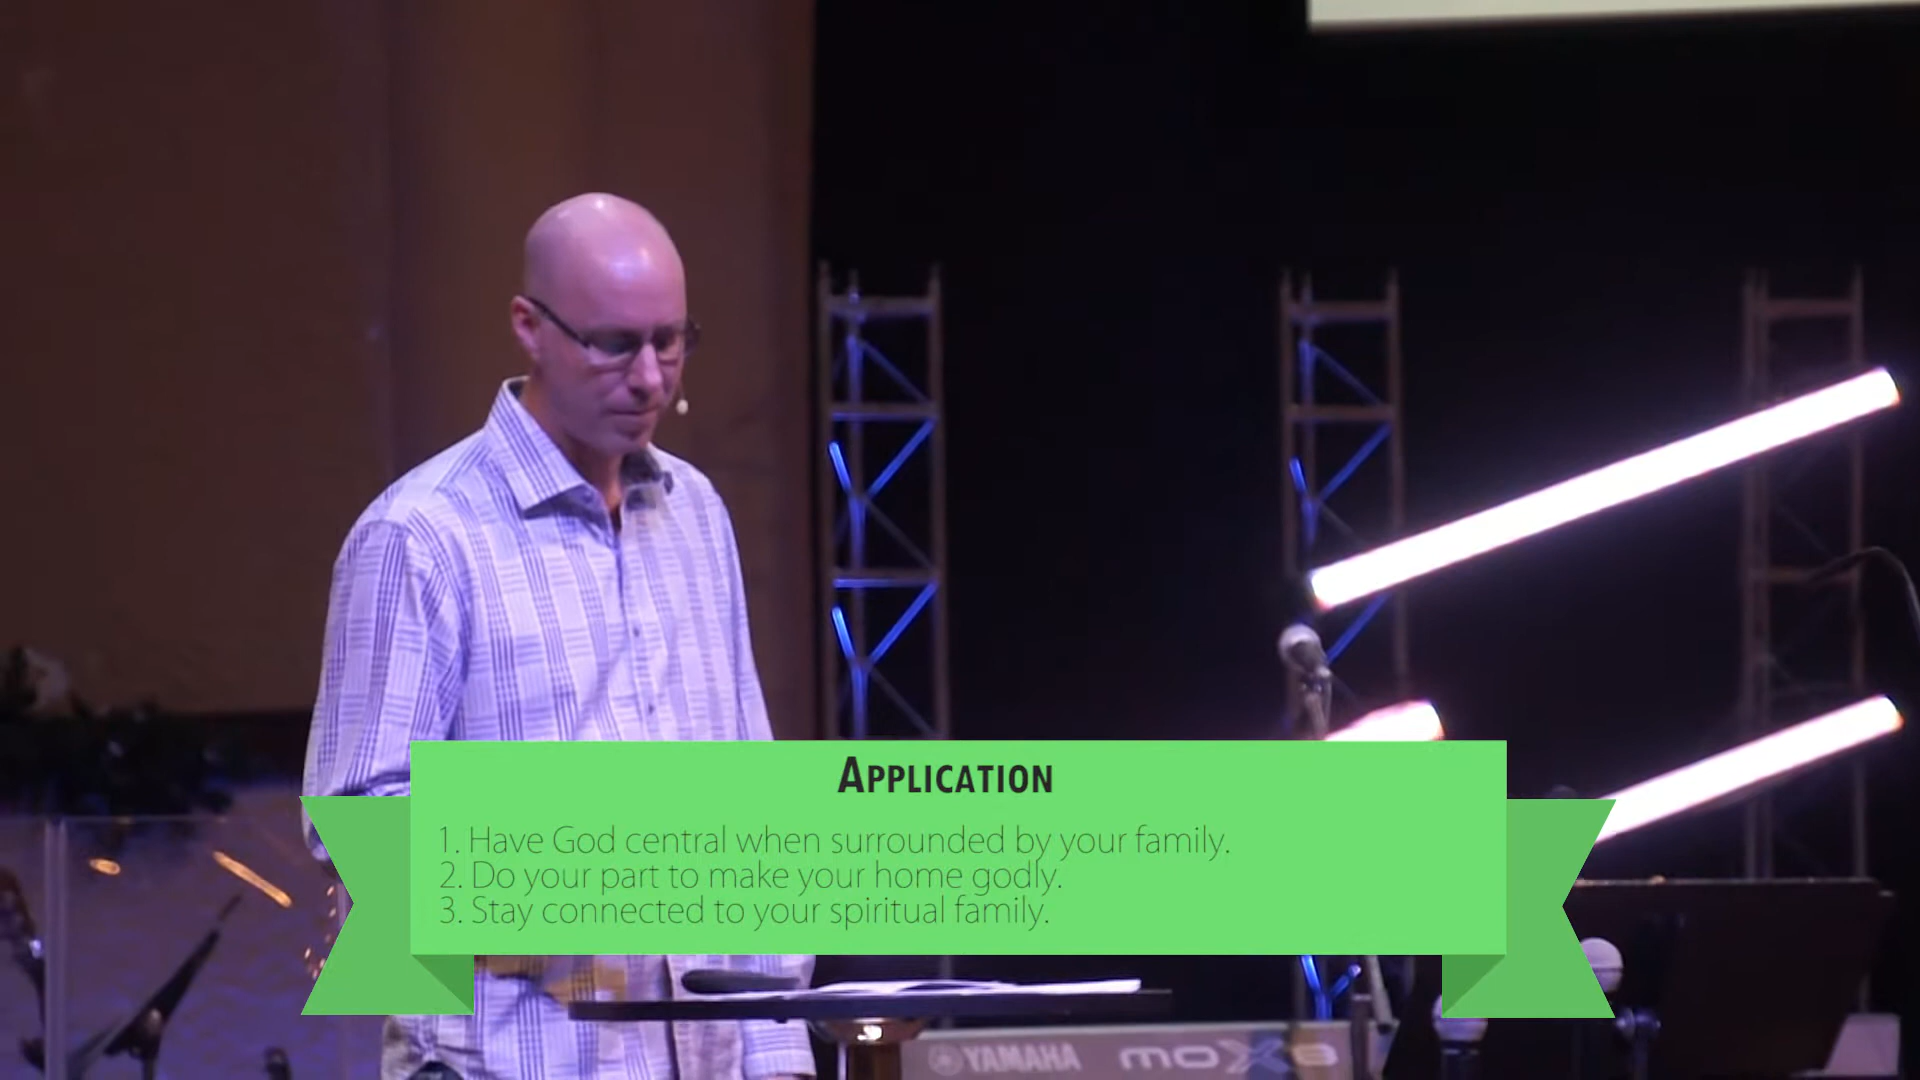 APPLICATION
1. Have God central when surrounded by your family.
2. Do your part to make your home godly.
3. Stay connected to your spiritual family.
YAMAHA moX8